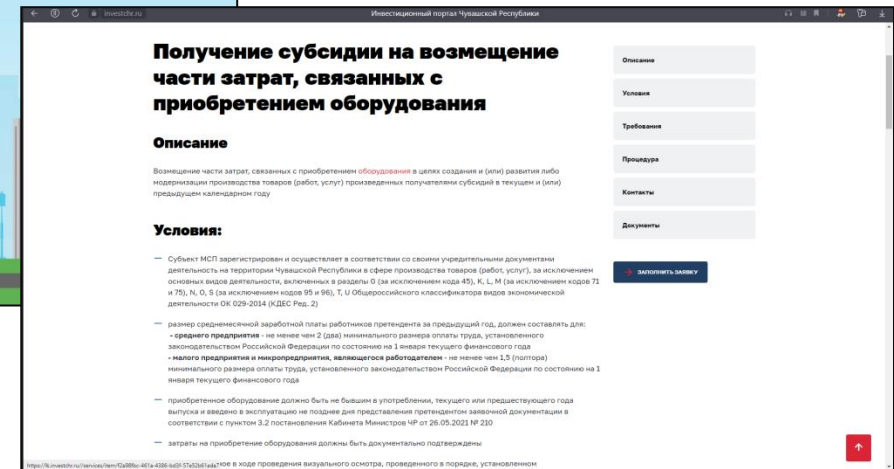 investchr.ru
Инвестиционный портал Чувашской Республики
Получение субсидии на возмещение
части затрат, связанных с
приобретением оборудования
Описание
Возмещение части затрат, связанных с приобретением оборудования в целях создания и (или) развития либо
модернизации производства товаров (работ, услуг) произведенных получателями субсидий в текущем и (или)
предыдущем календарном году
Условия:
— Субъект МСП зарегистрирован и осуществляет в соответствии со своими учредительными документами
деятельность на территории Чувашской Республики в сфере производства товаров (работ, услуг), за исключением
основных видов деятельности, включенных в разделы G (за исключением кода 45), K, L, M (за исключением кодов 71
и 75), N, O, S (за исключением кодов 95 и 96), T, U Общероссийского классификатора видов экономической
деятельности ОК 029-2014 (КДЕС Ред. 2)
— размер среднемесячной заработной платы работников претендента за предыдущий год, должен составлять для:
- среднего предприятия - не менее чем 2 (два) минимального размера оплаты труда, установленного
законодательством Российской Федерации по состоянию на 1 января текущего финансового года
- малого предприятия и микропредприятия, являющегося работодателем - не менее чем 1,5 (полтора)
минимального размера оплаты труда, установленного законодательством Российской Федерации по состоянию на 1
января текущего финансового года
— приобретенное оборудование должно быть не бывшим в употреблении, текущего или предшествующего года
выпуска и введено в эксплуатацию не позднее дня представления претендентом заявочной документации в
соответствии с пунктом 3.2 постановления Кабинета Министров ЧР от 26.05.2021 № 210
— затраты на приобретение оборудования должны быть документально подтверждены
ое в ходе проведения визуального осмотра, проведенного в порядке, установленном
Описание
Условия
Требования
Процедура
Контакты
Документы
ЗАПОЛНИТЬ ЗАЯВКУ